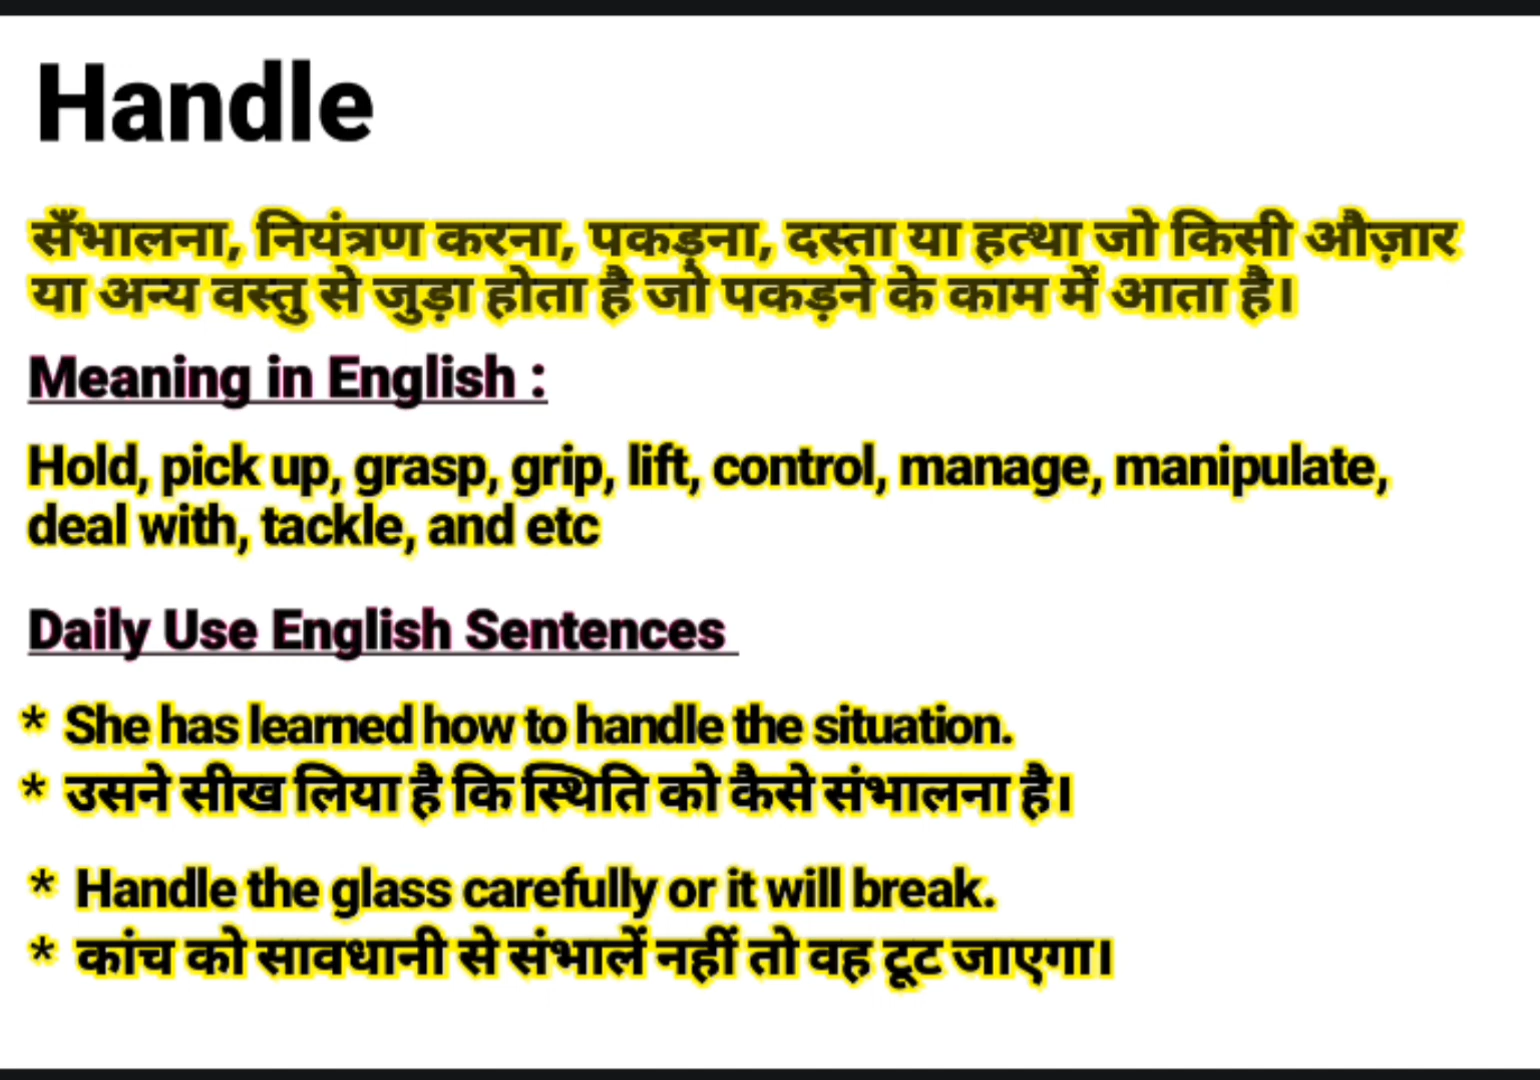 Handle
सँभालना, नियंत्रण करना, पकड़ना, दस्ता या हत्था जो किसी औज़ार
या अन्य वस्तु से जुड़ा होता है जो पकड़ने के काम में आता है।
Meaning in English :
Hold, pick up, grasp, grip, lift, control, manage, manipulate,
deal with, tackle, and etc
Daily Use English Sentences
* She has learned how to handle the situation.
* उसने सीख लिया है कि स्थिति को कैसे संभालना है।
* Handle the glass carefully or it will break.
* कांच को सावधानी से संभालें नहीं तो वह टूट जाएगा।